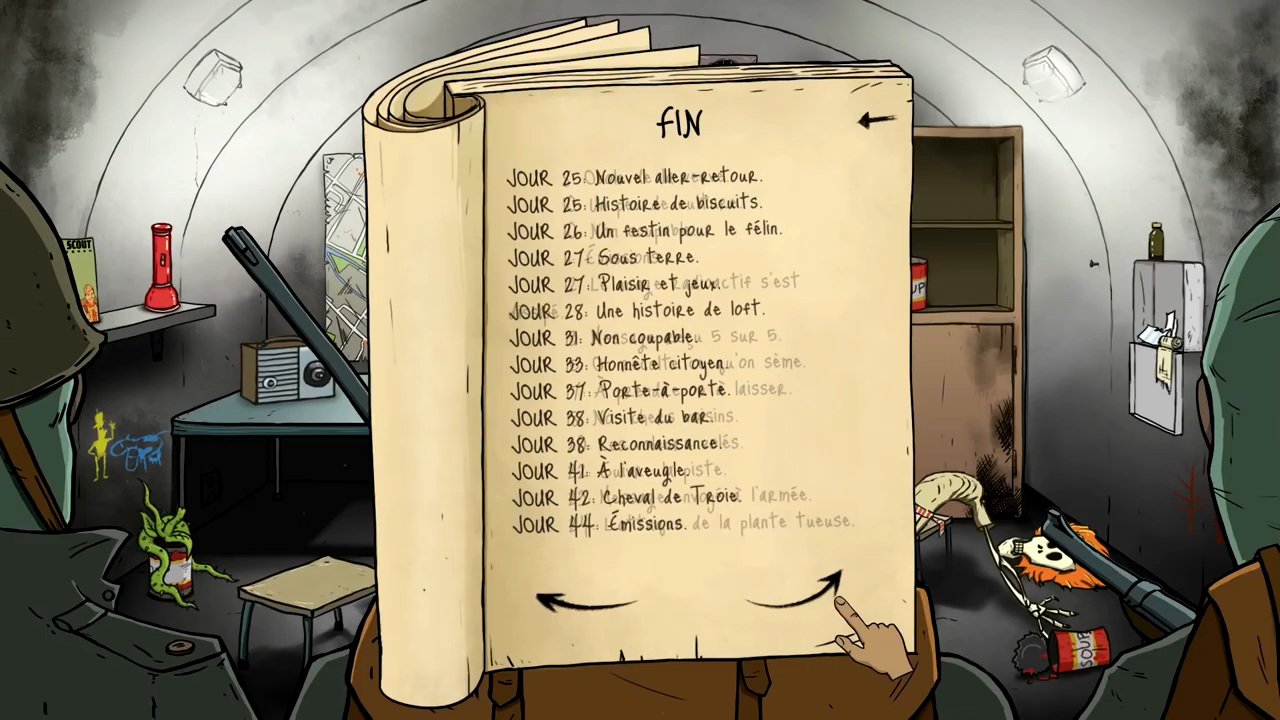 FIN
JOUR 25: Nouvel aller-retour.
JOUR 25: Histoire de biscuits.
JOUR 26: Un festin pour le félin.
JOUR 27: Sous terre.
JOUR 27: Plaisir et jeux.
JOUR 28: Une histoire de loft.
JOUR 31: Non coupable.
JOUR 33: Honnête citoyen.
JOUR 37: Porte-à-porte.
JOUR 38: Visite du bar.
JOUR 38: Reconnaissance.
JOUR 41: À l'aveugle.
JOUR 42: Cheval de Troie.
JOUR 44: Émissions.
SCOUT
UP
SOUP